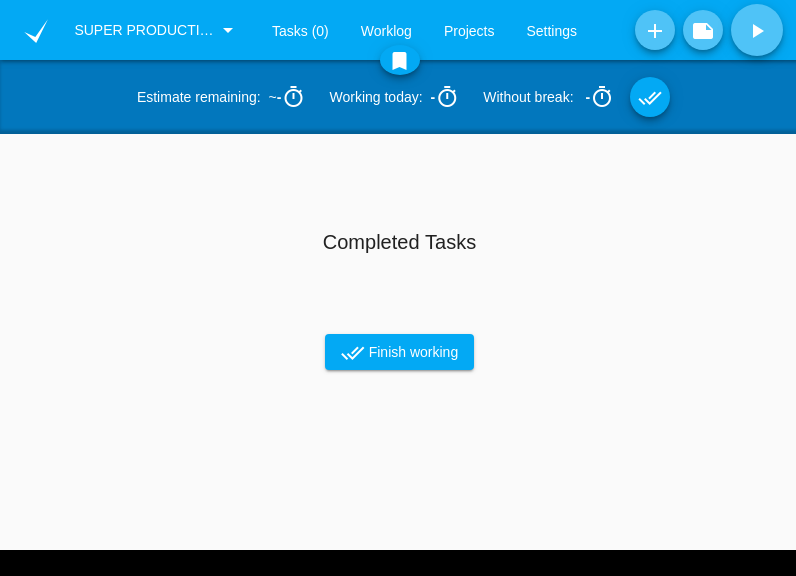 SUPER PRODUCTI...
Tasks (0)
Worklog
Projects
Settings
Estimate remaining: ~-
Working today: -
Without break: -
Completed Tasks
Finish working